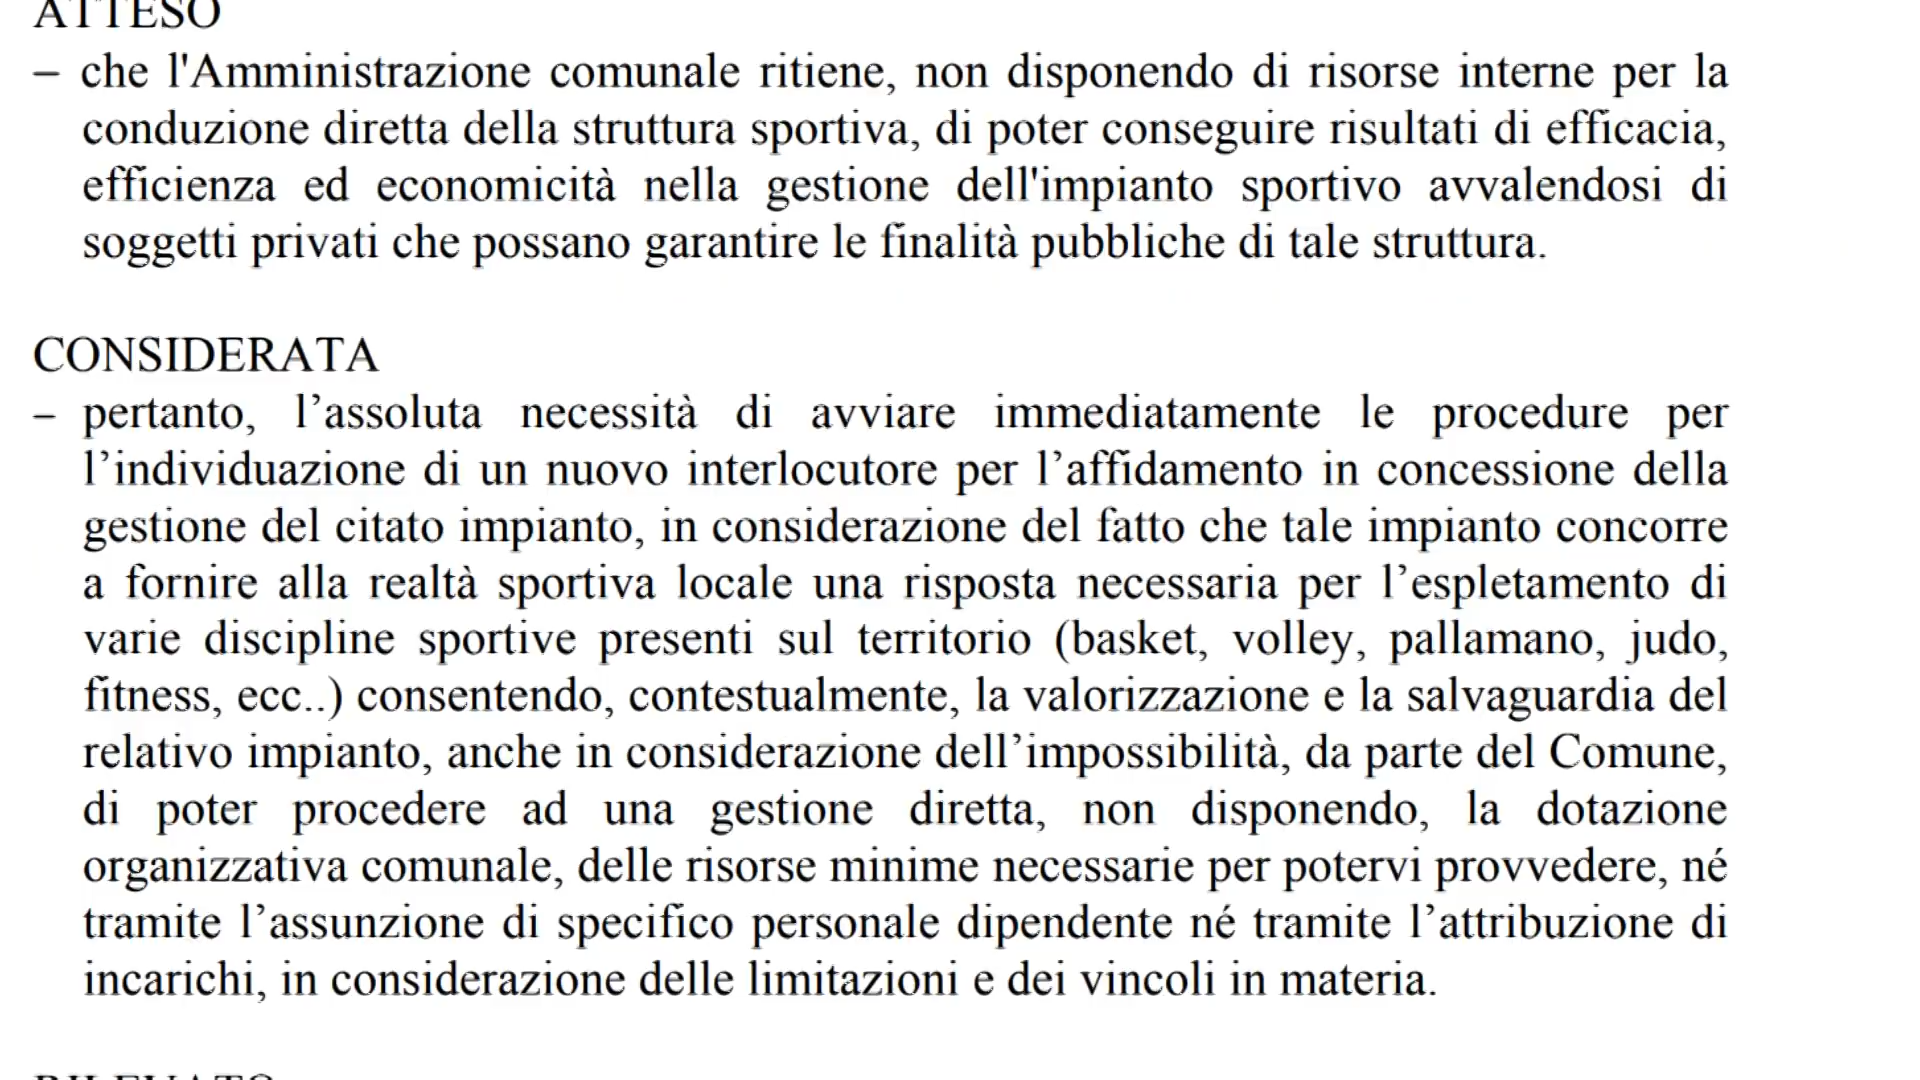 ATTESO
– che l'Amministrazione comunale ritiene, non disponendo di risorse interne per la
conduzione diretta della struttura sportiva, di poter conseguire risultati di efficacia,
efficienza ed economicità nella gestione dell'impianto sportivo avvalendosi di
soggetti privati che possano garantire le finalità pubbliche di tale struttura.
CONSIDERATA
– pertanto, l’assoluta necessità di avviare immediatamente le procedure per
l’individuazione di un nuovo interlocutore per l’affidamento in concessione della
gestione del citato impianto, in considerazione del fatto che tale impianto concorre
a fornire alla realtà sportiva locale una risposta necessaria per l’espletamento di
varie discipline sportive presenti sul territorio (basket, volley, pallamano, judo,
fitness, ecc..) consentendo, contestualmente, la valorizzazione e la salvaguardia del
relativo impianto, anche in considerazione dell’impossibilità, da parte del Comune,
di poter procedere ad una gestione diretta, non disponendo, la dotazione
organizzativa comunale, delle risorse minime necessarie per potervi provvedere, né
tramite l’assunzione di specifico personale dipendente né tramite l’attribuzione di
incarichi, in considerazione delle limitazioni e dei vincoli in materia.
RILEVATO